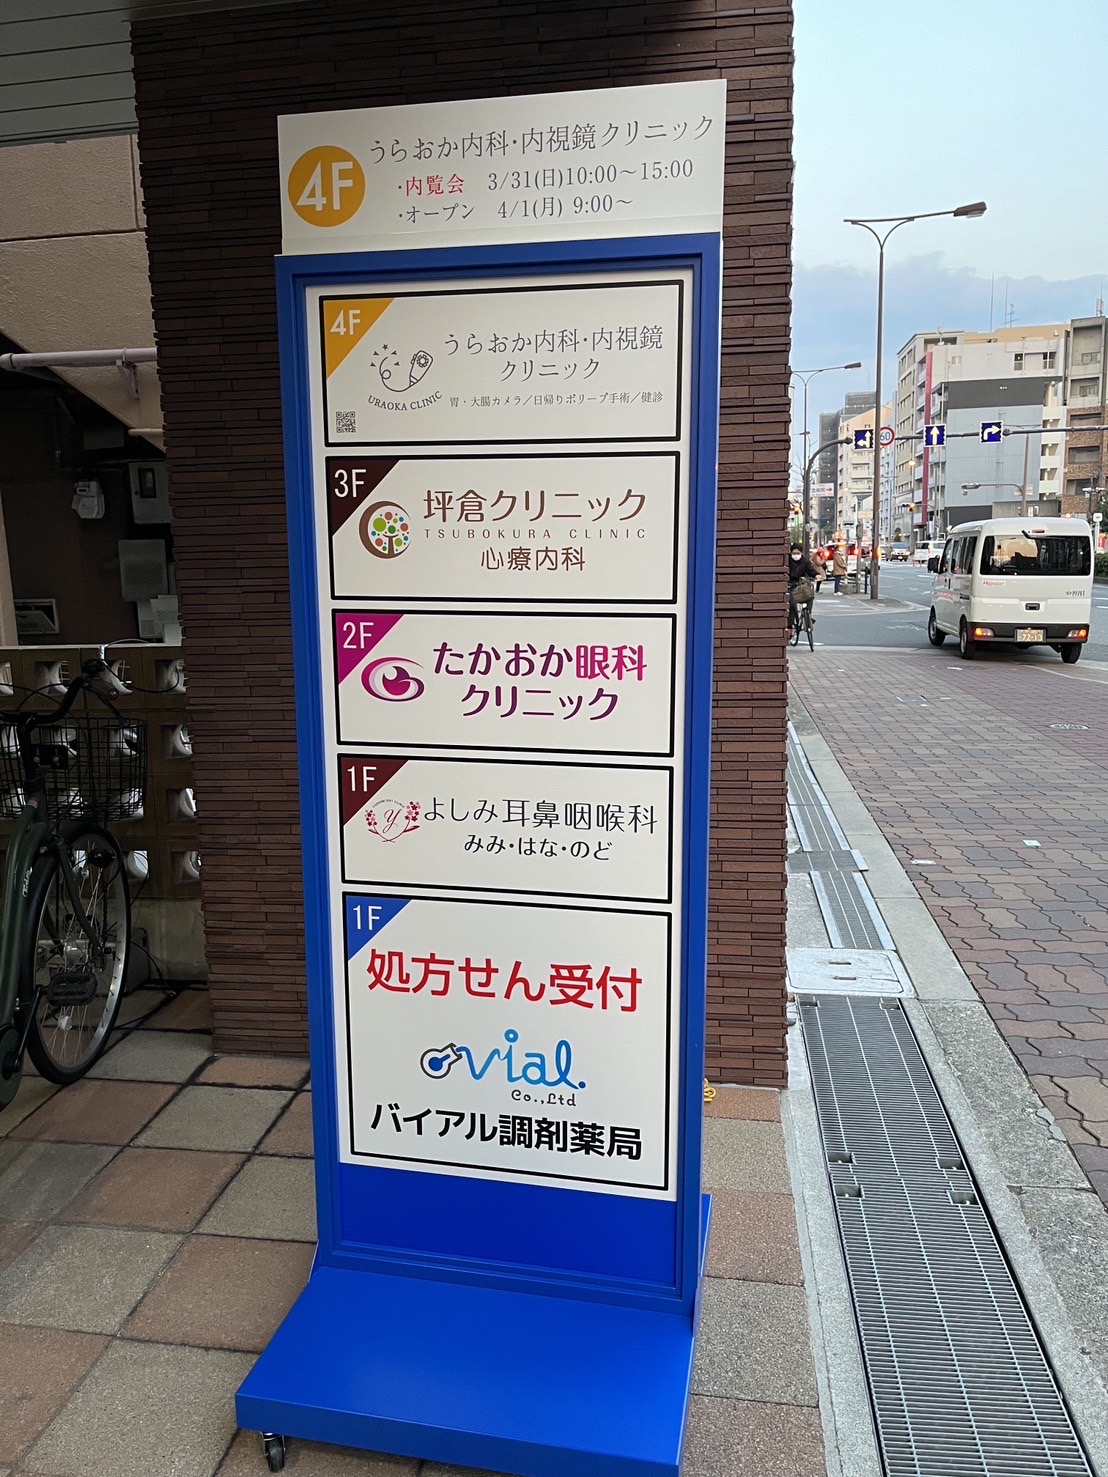 4F
うらおか内科・内視鏡クリニック
・内覧会 3/31(日)10:00～15:00
・オープン 4/1(月) 9:00～
4F
うらおか内科・内視鏡
クリニック
URAOKA CLINIC
胃・大腸カメラ／日帰りポリープ手術／健診
3F
坪倉クリニック
TSUBOKURA CLINIC
心療内科
2F
たかおか眼科
クリニック
1F
y
よしみ耳鼻咽喉科
みみ・はな・のど
1F
処方せん受付
vial.
Co.,Ltd
バイアル調剤薬局
60